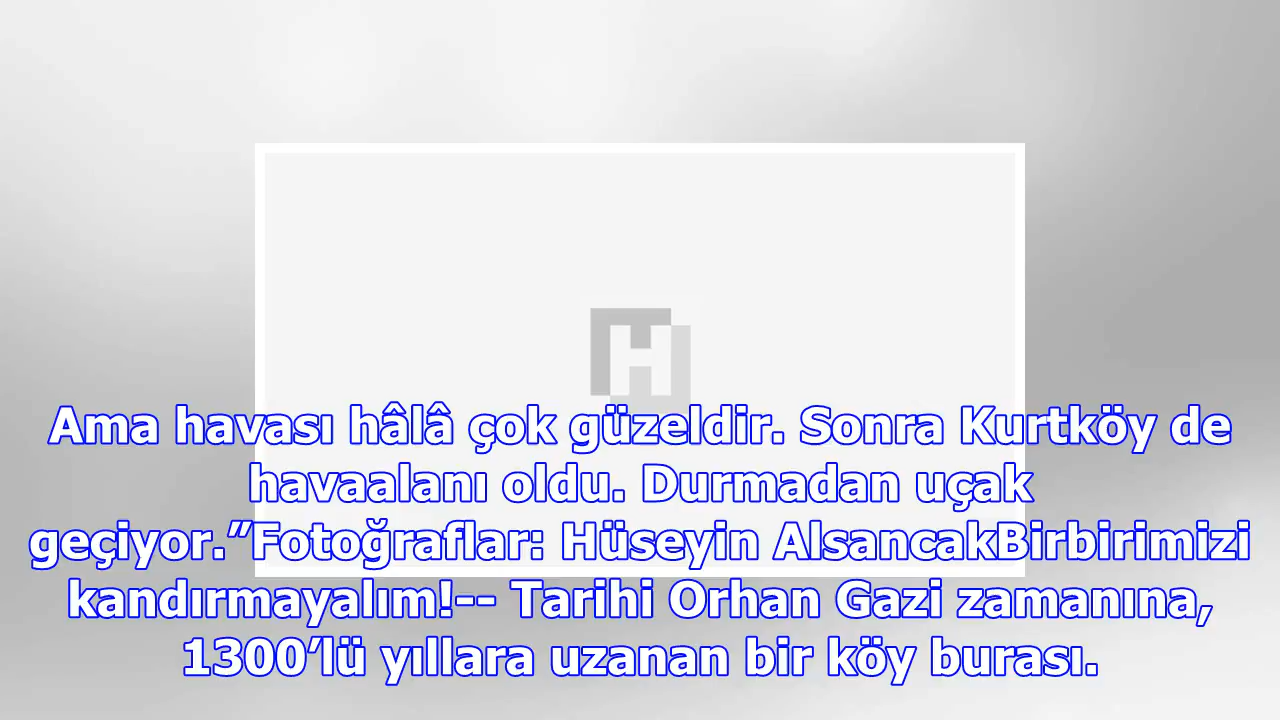 H
Ama havası hâlâ çok güzeldir. Sonra Kurtköy de
havaalanı oldu. Durmadan uçak
geçiyor.”Fotoğraflar: Hüseyin AlsancakBirbirimizi
kandırmayalım!-- Tarihi Orhan Gazi zamanına,
1300’lü yıllara uzanan bir köy burası.